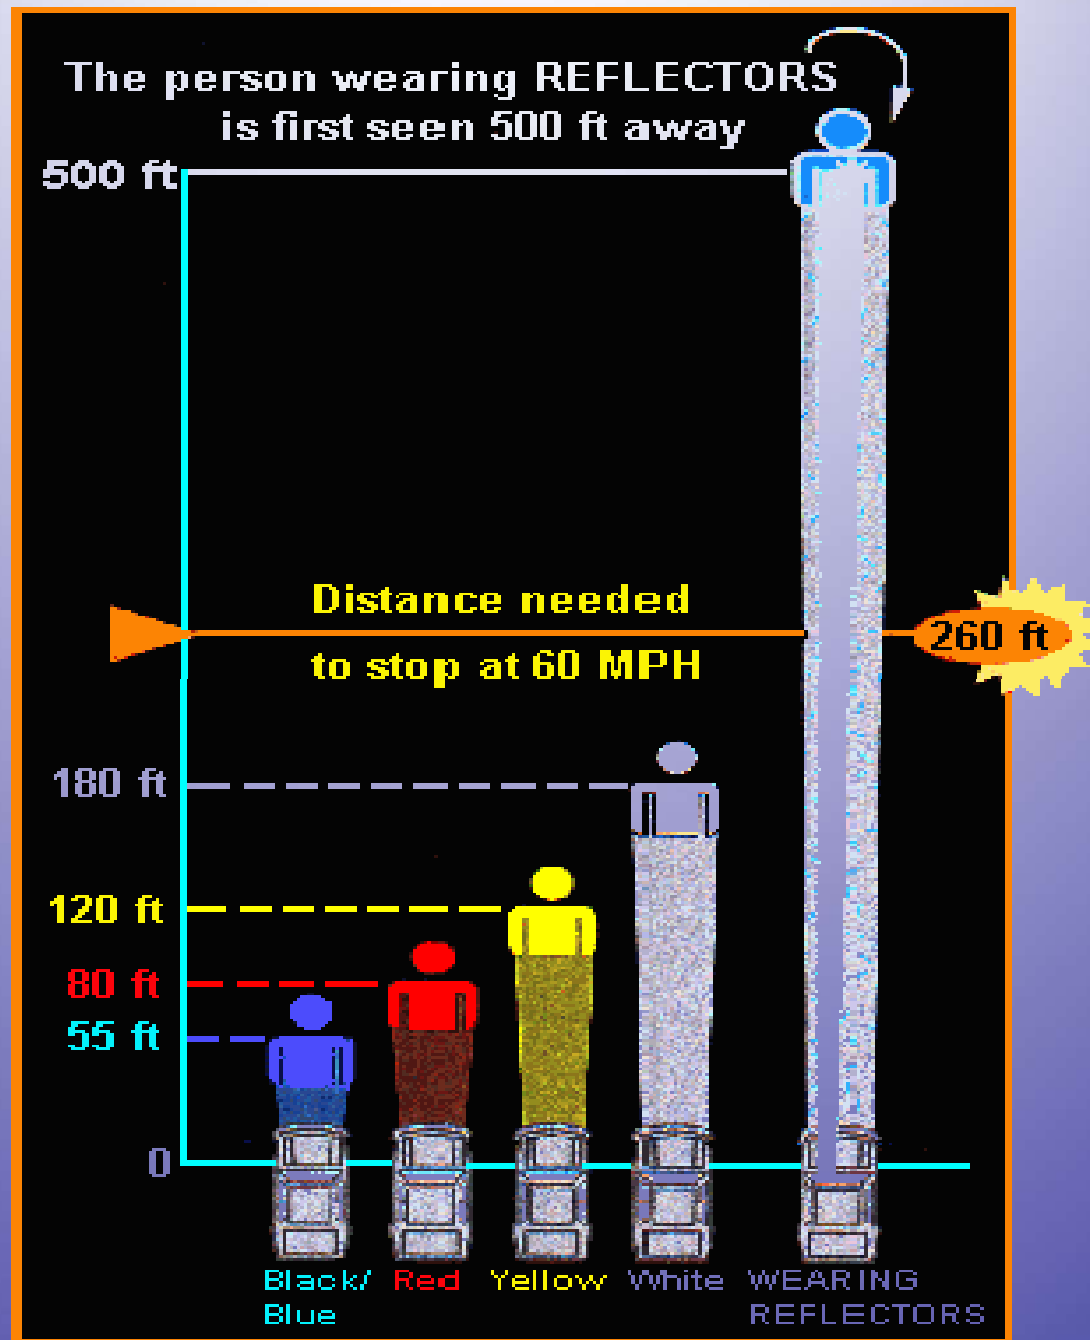 The person wearing REFLECTORS
is first seen 500 ft away
500 ft
Distance needed
260 ft
to stop at 60 MPH
180 ft
120 ft
80 ft
55 ft
0
Black/
Blue
Red
Yellow
White
WEARING
REFLECTORS